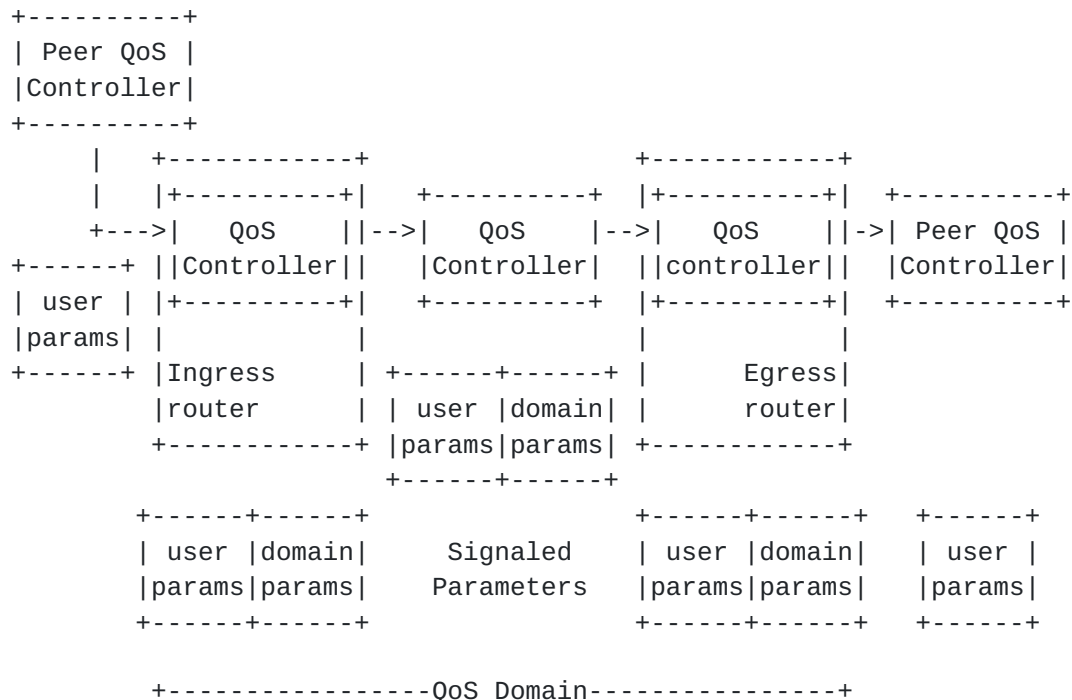 +----------+
| Peer QoS |
|Controller|
+----------+
     |   +------------+                 +------------+
     |   |+----------+|   +----------+  |+----------+|  +----------+
     +--->|   QoS    ||-->|   QoS    |-->|   QoS    ||->| Peer QoS |
+------+ ||Controller||   |Controller|  ||controller||  |Controller|
| user | |+----------+|   +----------+  |+----------+|  +----------+
|params| |            |                 |            |
+------+ |Ingress     | +------+------+ |      Egress|
         |router      | | user |domain| |      router|
         +------------+ |params|params| +------------+
                        +------+------+
        +------+------+                 +------+------+   +------+
        | user |domain|     Signaled    | user |domain|   | user |
        |params|params|    Parameters   |params|params|   |params|
        +------+------+                 +------+------+   +------+
         +-----------------QoS Domain---------------+